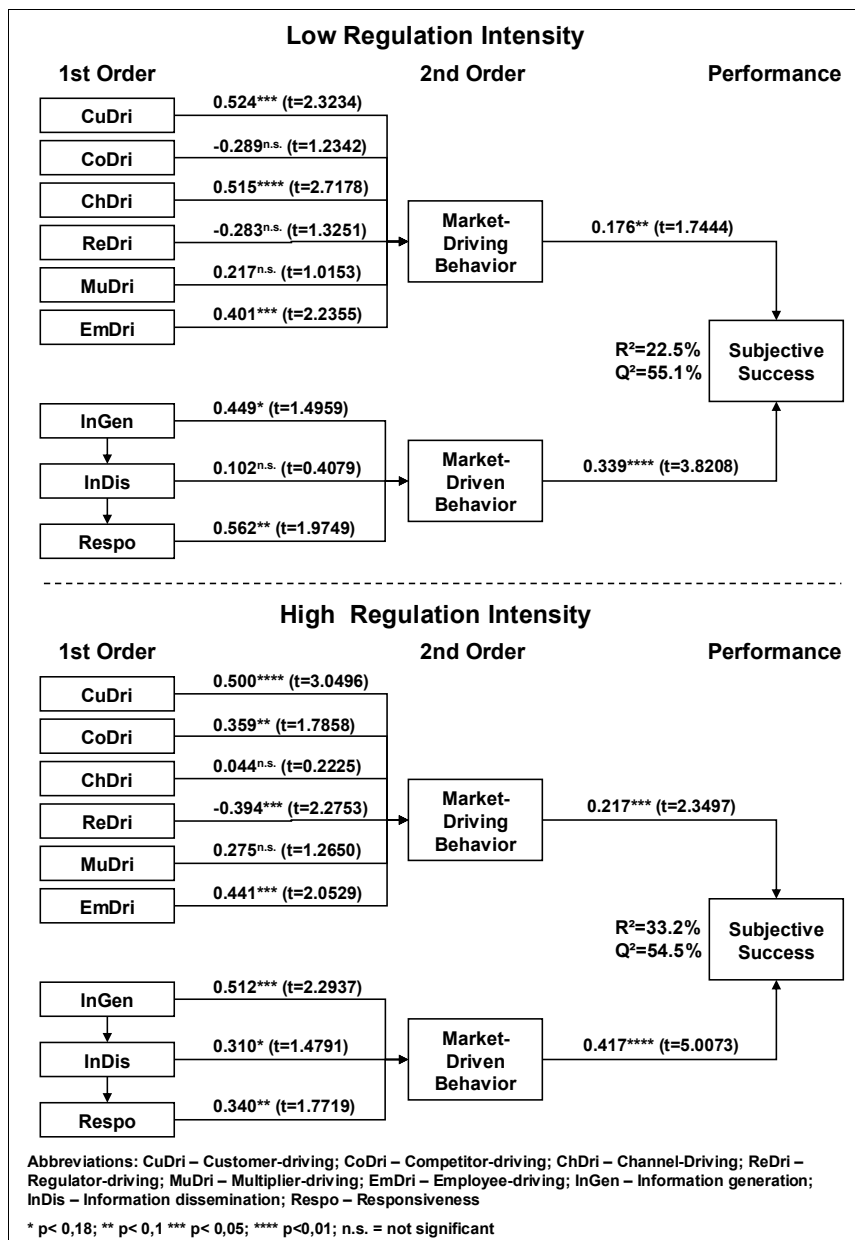 Low Regulation Intensity
1st Order 2nd Order Performance
CuDri 0.524*** (t=2.3234)
CoDri -0.289n.s. (t=1.2342)
ChDri 0.515**** (t=2.7178)
ReDri -0.283n.s. (t=1.3251)
MuDri 0.217n.s. (t=1.0153)
EmDri 0.401*** (t=2.2355)
Market-
Driving
Behavior
0.176** (t=1.7444)
R²=22.5%
Q²=55.1%
Subjective
Success
InGen 0.449* (t=1.4959)
InDis 0.102n.s. (t=0.4079)
Respo 0.562** (t=1.9749)
Market-
Driven
Behavior
0.339**** (t=3.8208)
High Regulation Intensity
1st Order 2nd Order Performance
CuDri 0.500**** (t=3.0496)
CoDri 0.359** (t=1.7858)
ChDri 0.044n.s. (t=0.2225)
ReDri -0.394*** (t=2.2753)
MuDri 0.275n.s. (t=1.2650)
EmDri 0.441*** (t=2.0529)
Market-
Driving
Behavior
0.217*** (t=2.3497)
R²=33.2%
Q²=54.5%
Subjective
Success
InGen 0.512*** (t=2.2937)
InDis 0.310* (t=1.4791)
Respo 0.340** (t=1.7719)
Market-
Driven
Behavior
0.417**** (t=5.0073)
Abbreviations: CuDri – Customer-driving; CoDri – Competitor-driving; ChDri – Channel-Driving; ReDri –
Regulator-driving; MuDri – Multiplier-driving; EmDri – Employee-driving; InGen – Information generation;
InDis – Information dissemination; Respo – Responsiveness
* p< 0,18; ** p< 0,1 *** p< 0,05; **** p<0,01; n.s. = not significant